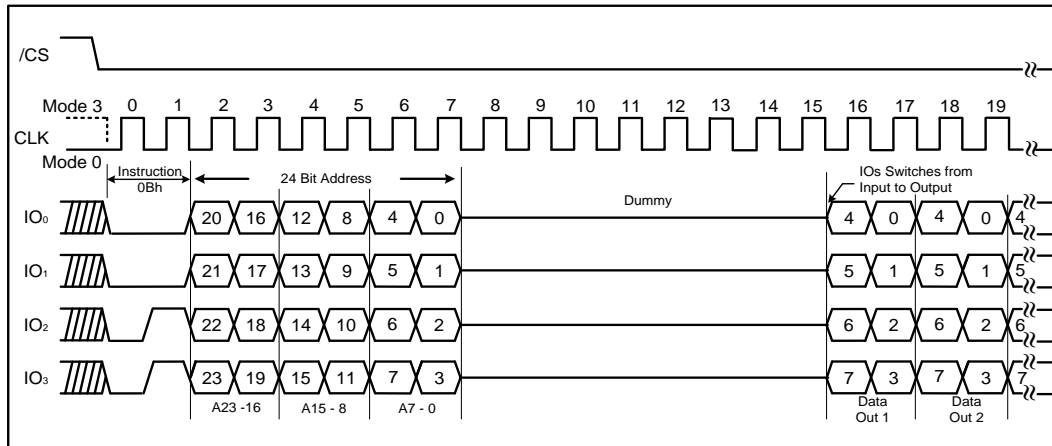 /CS
Mode 3 0 1 2 3 4 5 6 7 8 9 10 11 12 13 14 15 16 17 18 19
CLK
Mode 0
Instruction
0Bh
24 Bit Address
IOs Switches from
Input to Output
Dummy
IO₀ 20 16 12 8 4 0 4 0 4 0 4
IO₁ 21 17 13 9 5 1 5 1 5 1 5
IO₂ 22 18 14 10 6 2 6 2 6 2 6
IO₃ 23 19 15 11 7 3 7 3 7 3 7
A23 -16 A15 - 8 A7 - 0
Data
Out 1
Data
Out 2